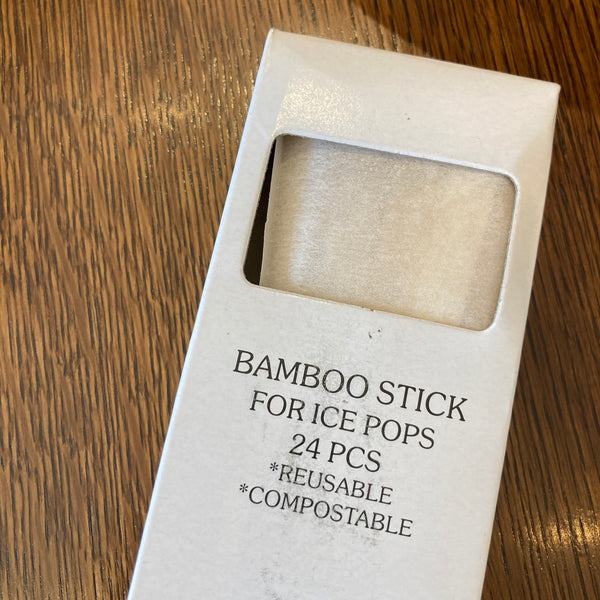 BAMBOO STICK
FOR ICE POPS
24 PCS
*REUSABLE
*COMPOSTABLE